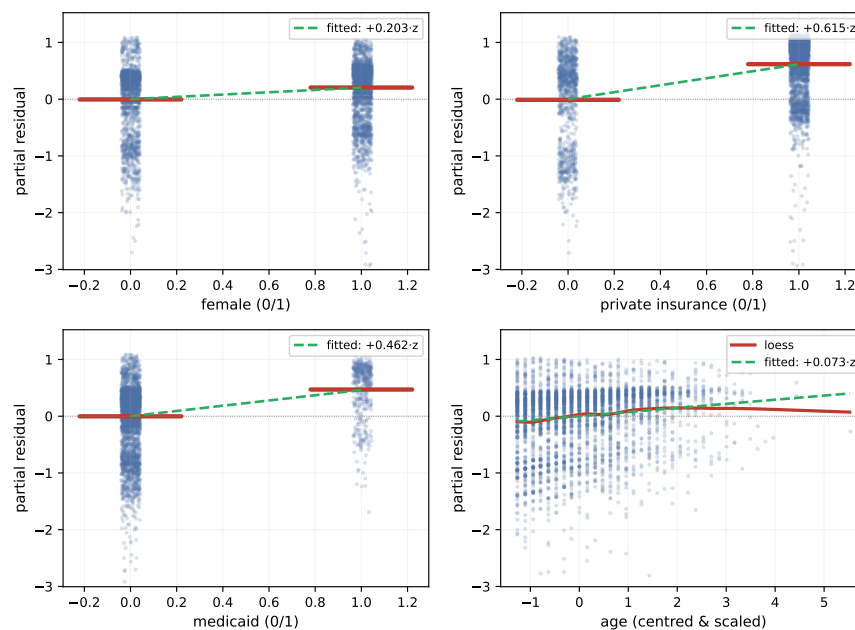 fitted: +0.203·z
partial residual
1
0
−1
−2
−3
−0.2 0.0 0.2 0.4 0.6 0.8 1.0 1.2
female (0/1)
fitted: +0.615·z
partial residual
1
0
−1
−2
−3
−0.2 0.0 0.2 0.4 0.6 0.8 1.0 1.2
private insurance (0/1)
fitted: +0.462·z
partial residual
1
0
−1
−2
−3
−0.2 0.0 0.2 0.4 0.6 0.8 1.0 1.2
medicaid (0/1)
loess
fitted: +0.073·z
partial residual
1
0
−1
−2
−3
−1 0 1 2 3 4 5
age (centred & scaled)